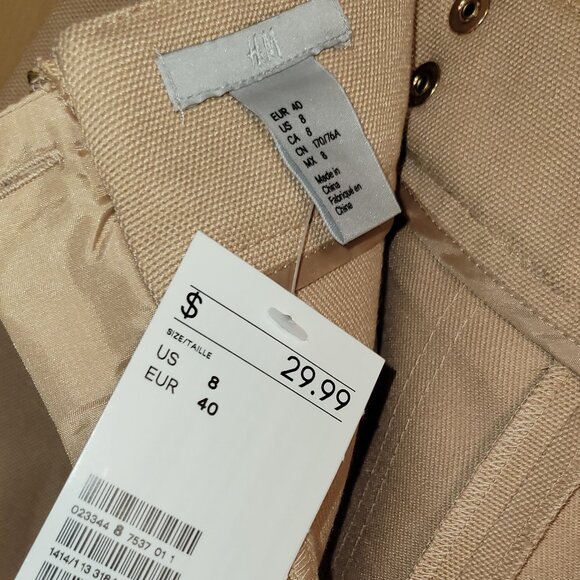 H&M
EUR 40
US 8
CA 8
CN 170/76A
MX 8
Made in
China
Fabriqué en
Chine
$ 29.99
SIZE/TAILLE
US 8
EUR 40
023344 8 7537 01 1